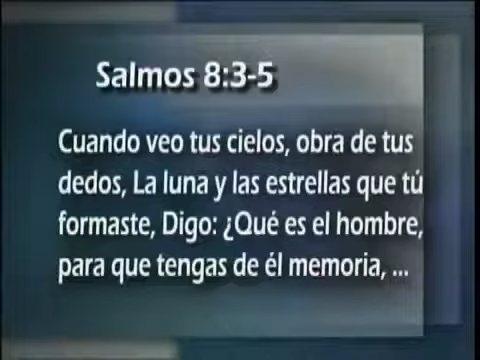 Salmos 8:3-5
Cuando veo tus cielos, obra de tus
dedos, La luna y las estrellas que tú
formaste, Digo: ¿Qué es el hombre,
para que tengas de él memoria, ...